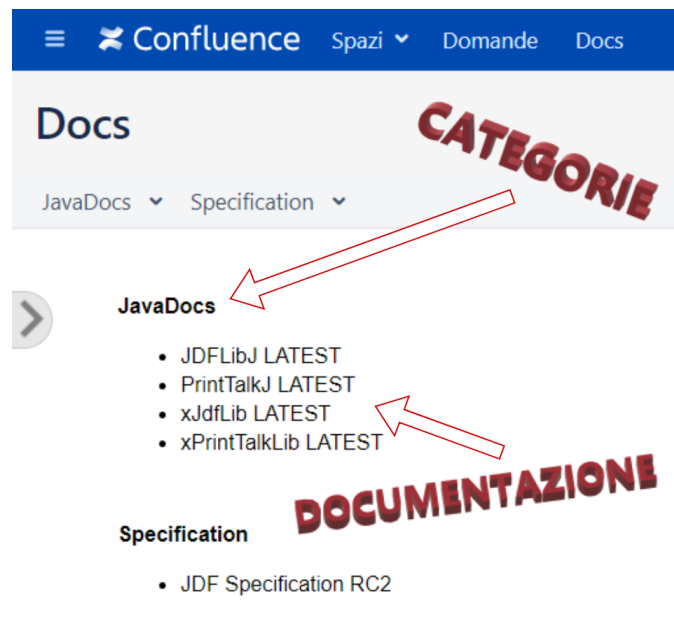 Confluence Spazi Domande Docs
Docs
CATEGORIE
JavaDocs Specification
JavaDocs
• JDFLibJ LATEST
• PrintTalkJ LATEST
• xJdfLib LATEST
• xPrintTalkLib LATEST
DOCUMENTAZIONE
Specification
• JDF Specification RC2